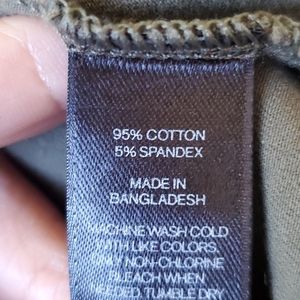 95% COTTON
5% SPANDEX
MADE IN
BANGLADESH
MACHINE WASH COLD
WITH LIKE COLORS,
ONLY NON-CHLORINE
BLEACH WHEN
NEEDED. TUMBLE DRY